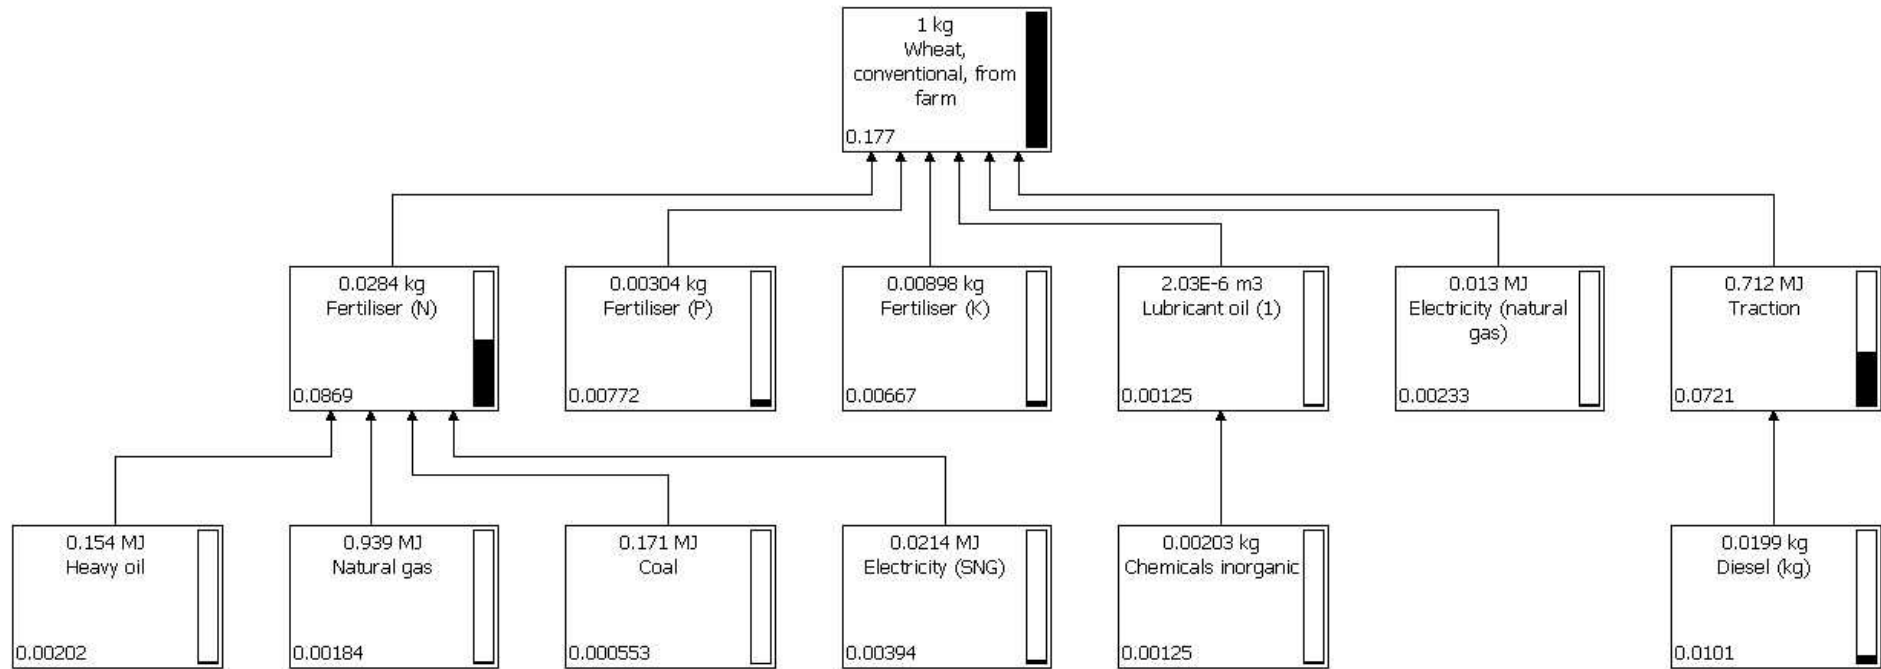 1 kg
Wheat,
conventional, from
farm
0.177
0.0284 kg
Fertiliser (N)
0.0869
0.00304 kg
Fertiliser (P)
0.00772
0.00898 kg
Fertiliser (K)
0.00667
2.03E-6 m3
Lubricant oil (1)
0.00125
0.013 MJ
Electricity (natural
gas)
0.00233
0.712 MJ
Traction
0.0721
0.154 MJ
Heavy oil
0.00202
0.939 MJ
Natural gas
0.00184
0.171 MJ
Coal
0.000553
0.0214 MJ
Electricity (SNG)
0.00394
0.00203 kg
Chemicals inorganic
0.00125
0.0199 kg
Diesel (kg)
0.0101